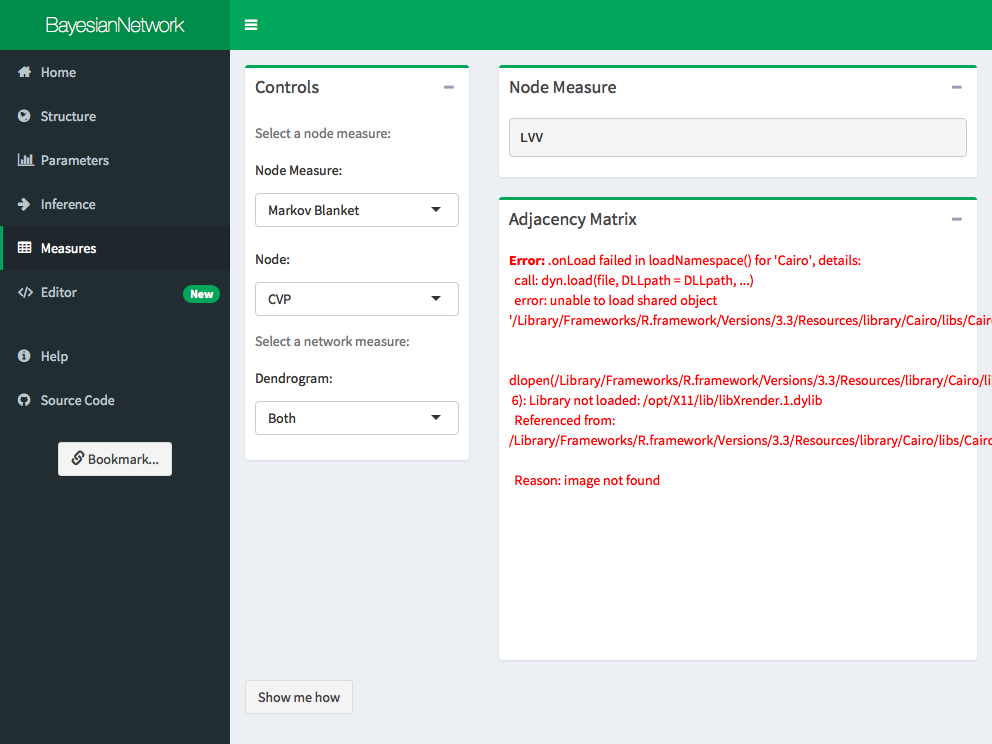 BayesianNetwork
Home
Structure
Parameters
Inference
Measures
Editor New
Help
Source Code
Bookmark...
Controls
Select a node measure:
Node Measure:
Markov Blanket
Node:
CVP
Select a network measure:
Dendrogram:
Both
Show me how
Node Measure
LVV
Adjacency Matrix
Error: .onLoad failed in loadNamespace() for 'Cairo', details:
call: dyn.load(file, DLLpath = DLLpath, ...)
error: unable to load shared object
'/Library/Frameworks/R.framework/Versions/3.3/Resources/library/Cairo/libs/Cair
dlopen(/Library/Frameworks/R.framework/Versions/3.3/Resources/library/Cairo/li
6): Library not loaded: /opt/X11/lib/libXrender.1.dylib
Referenced from:
/Library/Frameworks/R.framework/Versions/3.3/Resources/library/Cairo/libs/Cairo
Reason: image not found